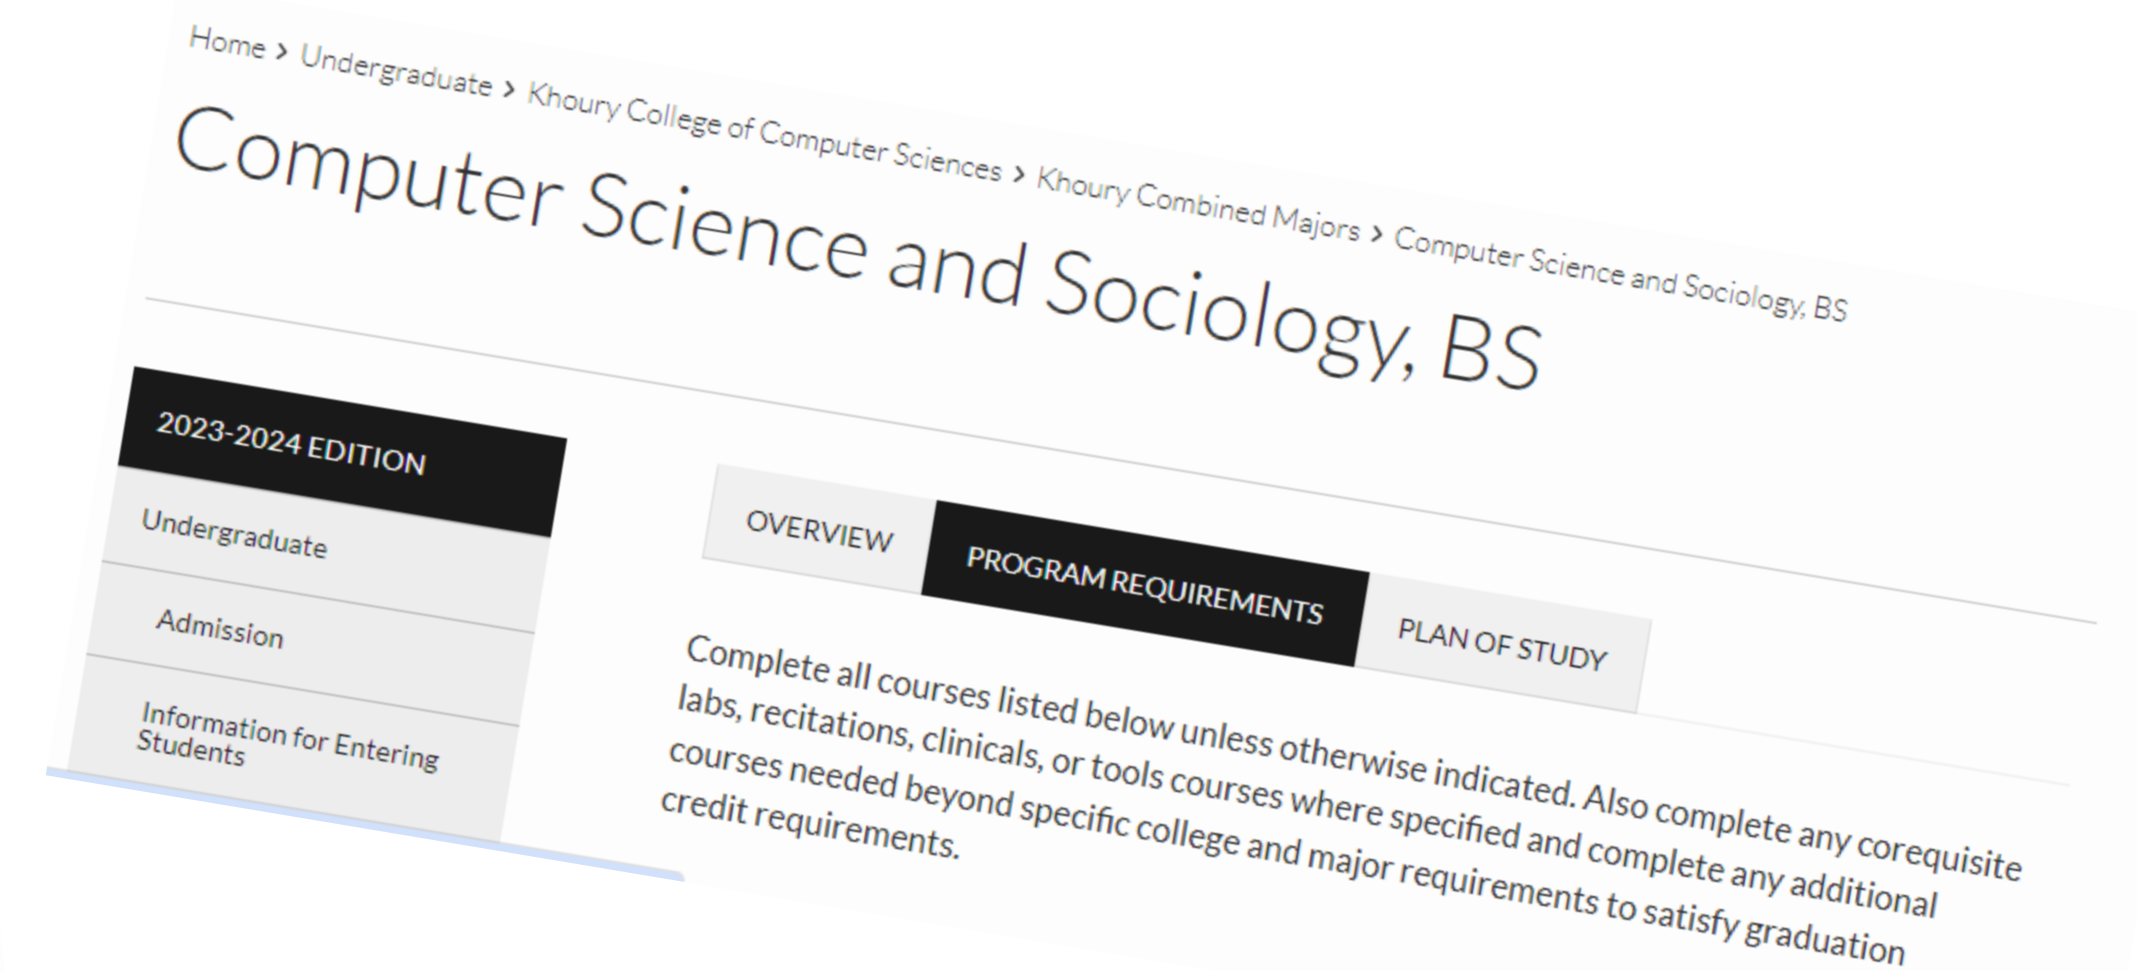 Home > Undergraduate > Khoury College of Computer Sciences > Khoury Combined Majors > Computer Science and Sociology, BS
Computer Science and Sociology, BS
2023-2024 EDITION
Undergraduate
Admission
Information for Entering
Students
OVERVIEW
PROGRAM REQUIREMENTS
PLAN OF STUDY
Complete all courses listed below unless otherwise indicated. Also complete any corequisite
labs, recitations, clinicals, or tools courses where specified and complete any additional
courses needed beyond specific college and major requirements to satisfy graduation
credit requirements.